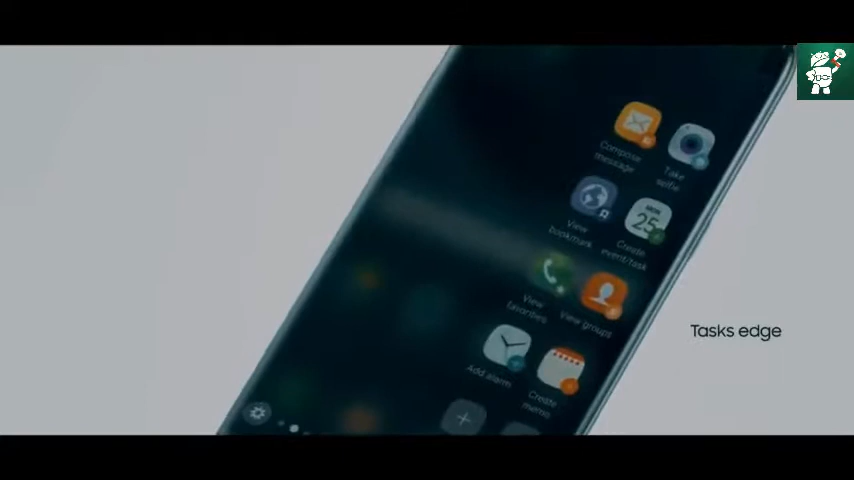 Compose
message
Take
selfie
View
bookmark
MON
25
Create
event/task
View
favorites
View groups
Add alarm
Create
memo
Tasks edge